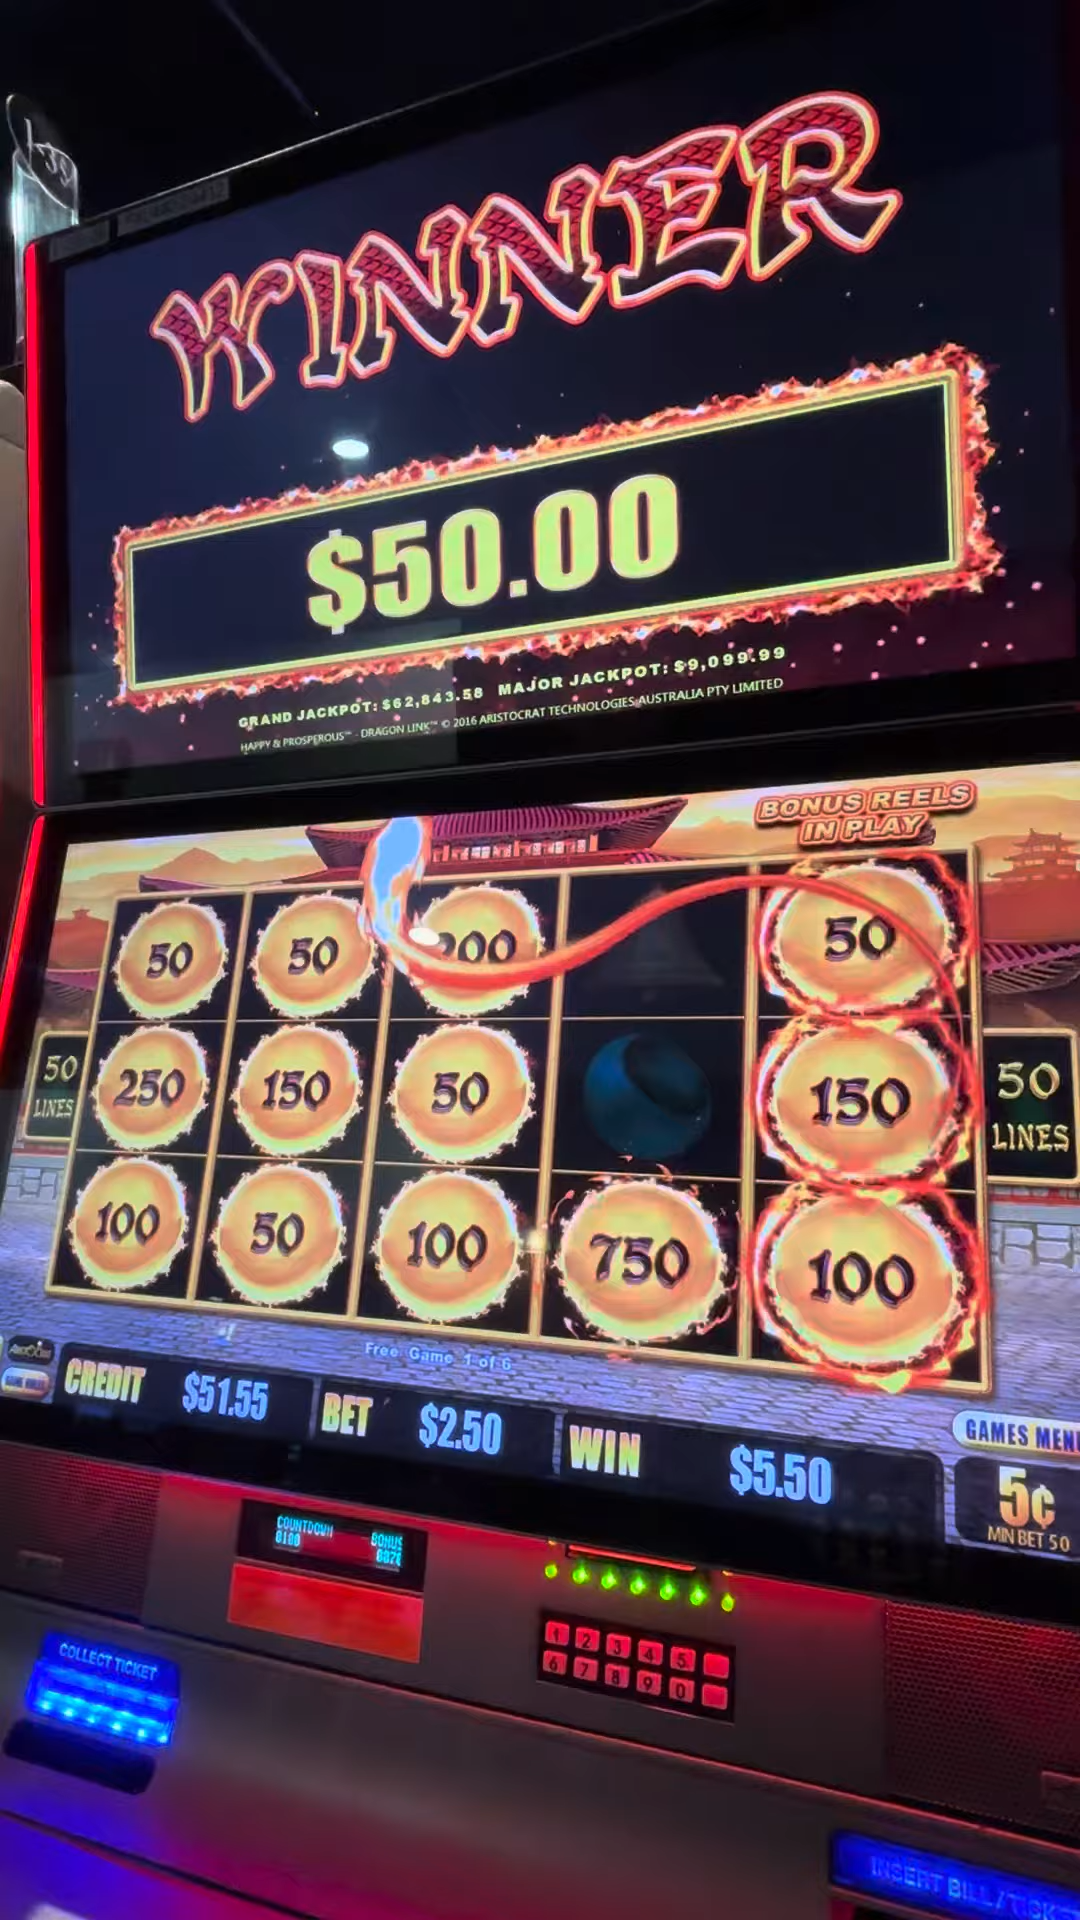 WINNER
$50.00
GRAND JACKPOT: $62,843.58 MAJOR JACKPOT: $9,099.99
HAPPY & PROSPEROUS™ - DRAGON LINK™ © 2016 ARISTOCRAT TECHNOLOGIES AUSTRALIA PTY LIMITED
BONUS REELS
IN PLAY
50 50 200 50
250 150 50 150
100 50 100 750 100
50
LINES
50
LINES
Free Game 1 of 6
CREDIT $51.55 BET $2.50 WIN $5.50
GAMES MENU
5¢
MIN BET 50
COUNTDOWN BONUS
0100
1 2 3 4 5
6 7 8 9 0
COLLECT TICKET
INSERT BILL/TICK